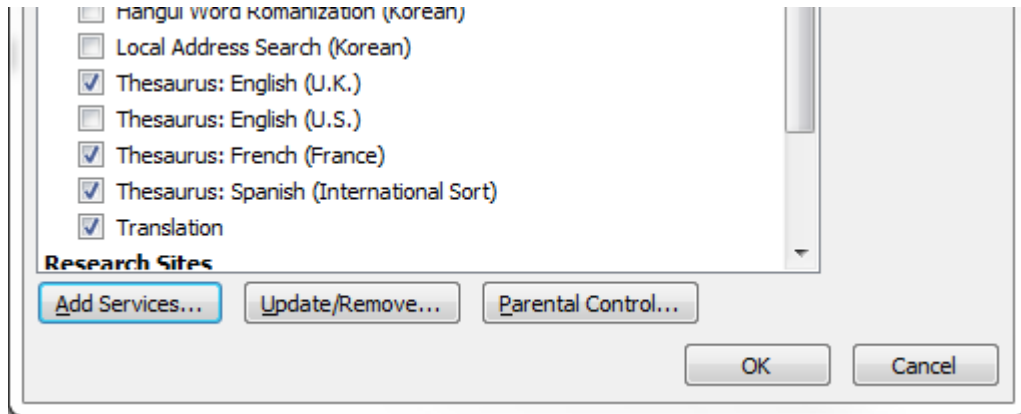 Hangul Word Romanization (Korean)
Local Address Search (Korean)
Thesaurus: English (U.K.)
Thesaurus: English (U.S.)
Thesaurus: French (France)
Thesaurus: Spanish (International Sort)
Translation
Research Sites
Add Services... Update/Remove... Parental Control...
OK Cancel